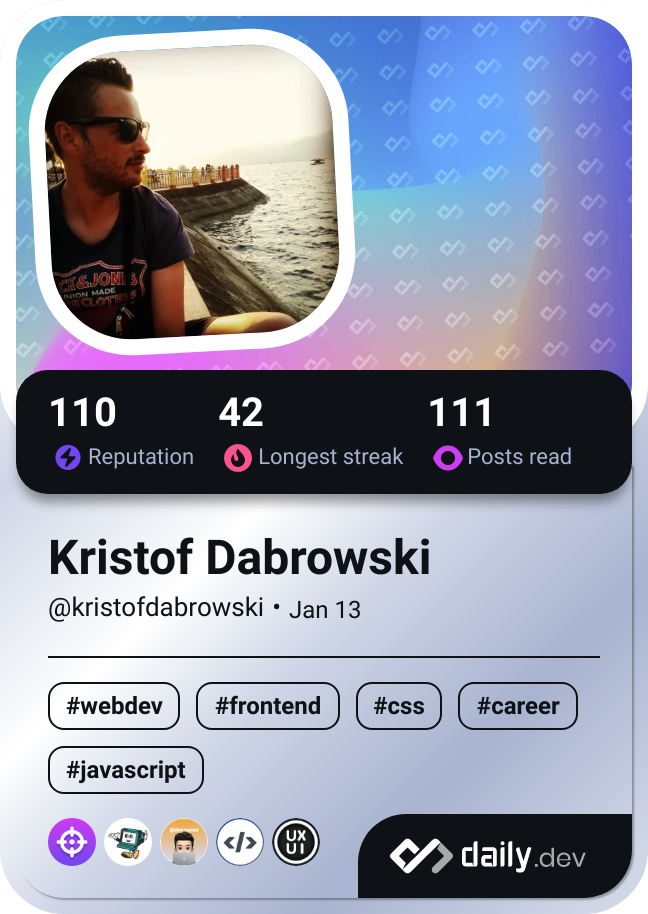 110 42 111
Reputation Longest streak Posts read
Kristof Dabrowski
@kristofdabrowski • Jan 13
#webdev #frontend #css #career
#javascript
</> UX
UI
daily.dev